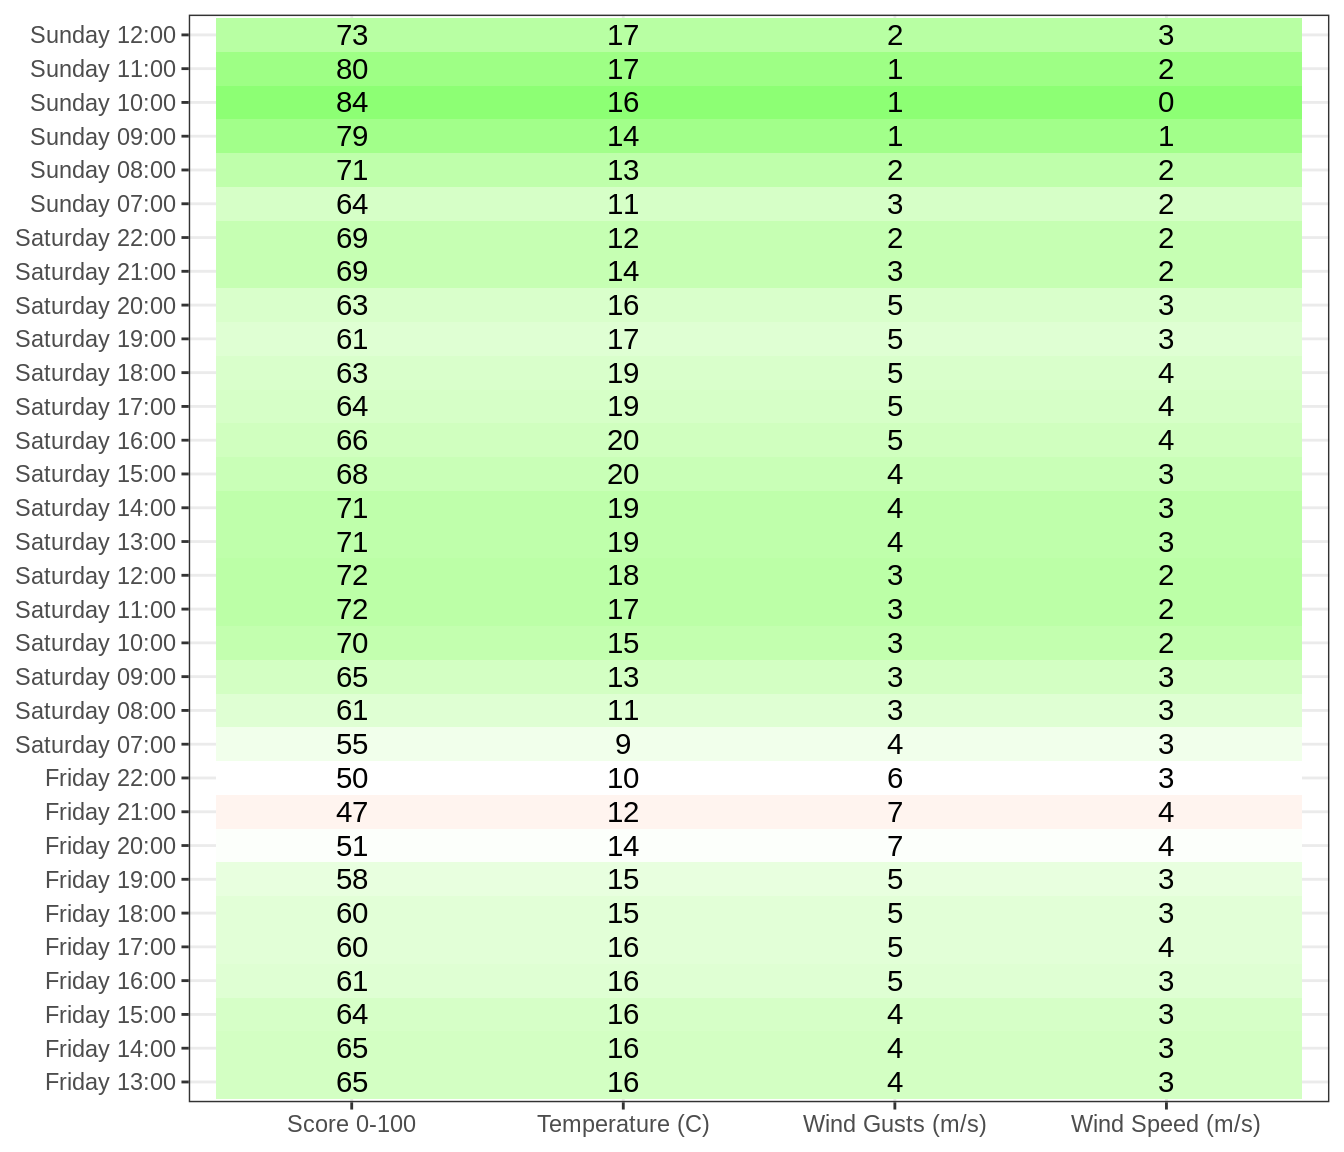 Sunday 12:00 73 17 2 3
Sunday 11:00 80 17 1 2
Sunday 10:00 84 16 1 0
Sunday 09:00 79 14 1 1
Sunday 08:00 71 13 2 2
Sunday 07:00 64 11 3 2
Saturday 22:00 69 12 2 2
Saturday 21:00 69 14 3 2
Saturday 20:00 63 16 5 3
Saturday 19:00 61 17 5 3
Saturday 18:00 63 19 5 4
Saturday 17:00 64 19 5 4
Saturday 16:00 66 20 5 4
Saturday 15:00 68 20 4 3
Saturday 14:00 71 19 4 3
Saturday 13:00 71 19 4 3
Saturday 12:00 72 18 3 2
Saturday 11:00 72 17 3 2
Saturday 10:00 70 15 3 2
Saturday 09:00 65 13 3 3
Saturday 08:00 61 11 3 3
Saturday 07:00 55 9 4 3
Friday 22:00 50 10 6 3
Friday 21:00 47 12 7 4
Friday 20:00 51 14 7 4
Friday 19:00 58 15 5 3
Friday 18:00 60 15 5 3
Friday 17:00 60 16 5 4
Friday 16:00 61 16 5 3
Friday 15:00 64 16 4 3
Friday 14:00 65 16 4 3
Friday 13:00 65 16 4 3
Score 0-100 Temperature (C) Wind Gusts (m/s) Wind Speed (m/s)